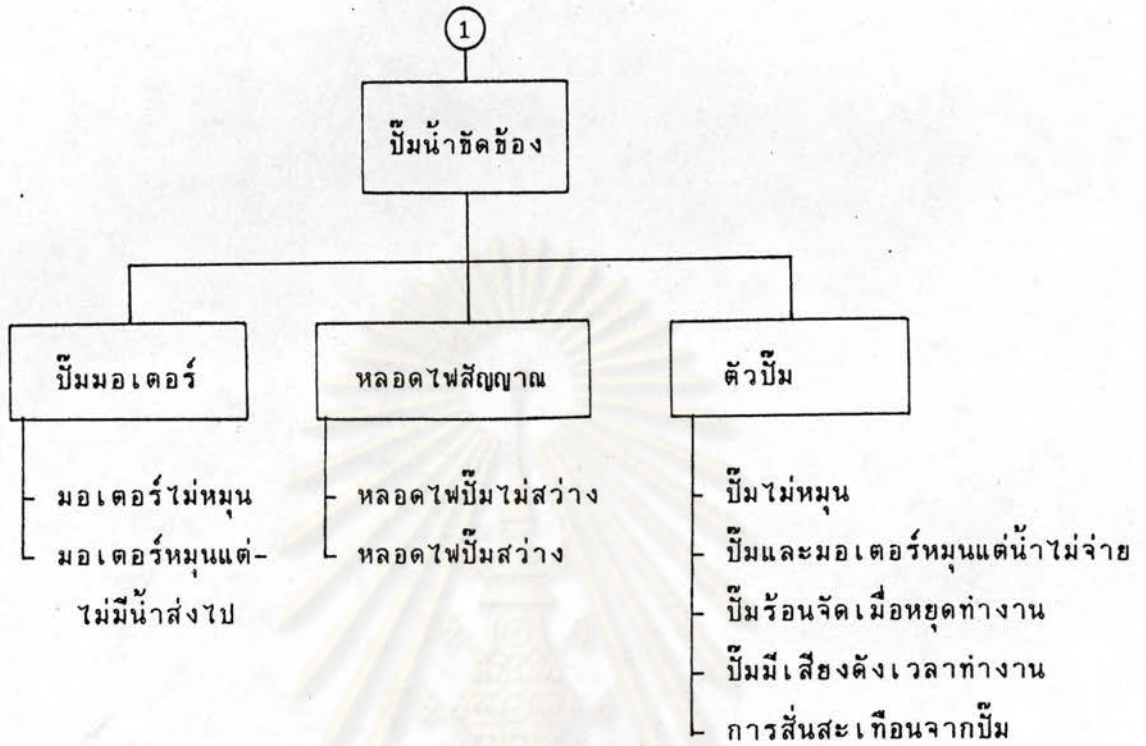 1
ปั๊มน้ำขัดข้อง
ปั๊มมอเตอร์
หลอดไฟสัญญาณ
ตัวปั๊ม
มอเตอร์ไม่หมุน
มอเตอร์หมุนแต่-
ไม่มีน้ำส่งไป
หลอดไฟปั๊มไม่สว่าง
หลอดไฟปั๊มสว่าง
ปั๊มไม่หมุน
ปั๊มและมอเตอร์หมุนแต่น้ำไม่จ่าย
ปั๊มร้อนจัดเมื่อหยุดทำงาน
ปั๊มมีเสียงดังเวลาทำงาน
การสั่นสะเทือนจากปั๊ม